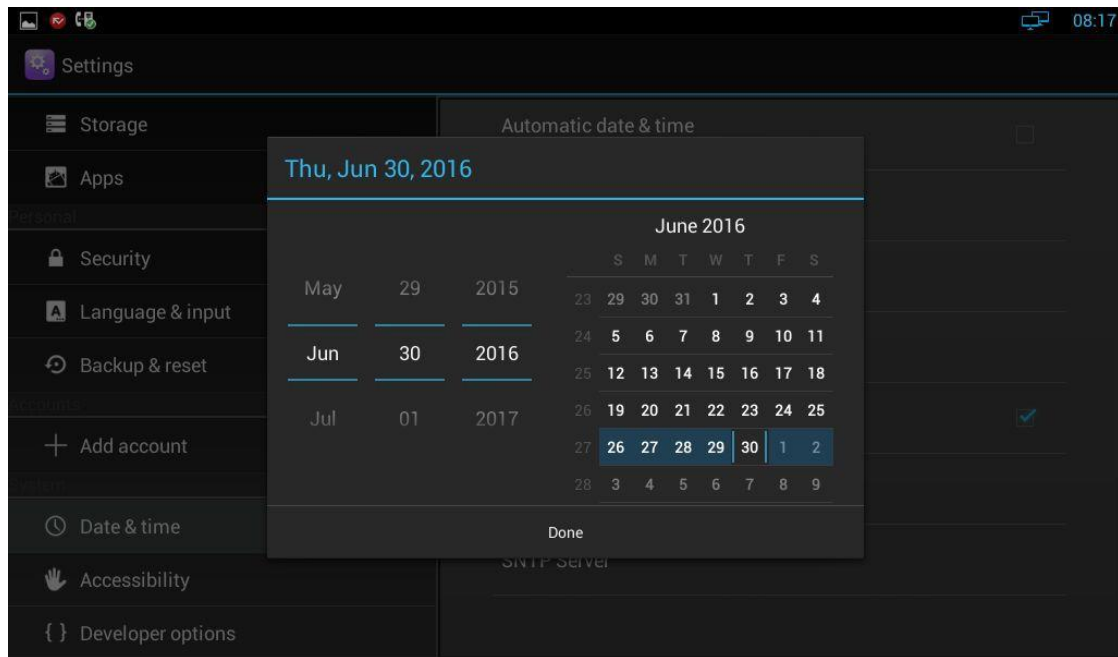 08:17
Settings
Storage
Apps
Personal
Security
Language & input
Backup & reset
Accounts
Add account
System
Date & time
Accessibility
{ } Developer options
Automatic date & time
Thu, Jun 30, 2016
May 29 2015
Jun 30 2016
Jul 01 2017
June 2016
S M T W T F S
23 29 30 31 1 2 3 4
24 5 6 7 8 9 10 11
25 12 13 14 15 16 17 18
26 19 20 21 22 23 24 25
27 26 27 28 29 30 1 2
28 3 4 5 6 7 8 9
Done
SNTP Server